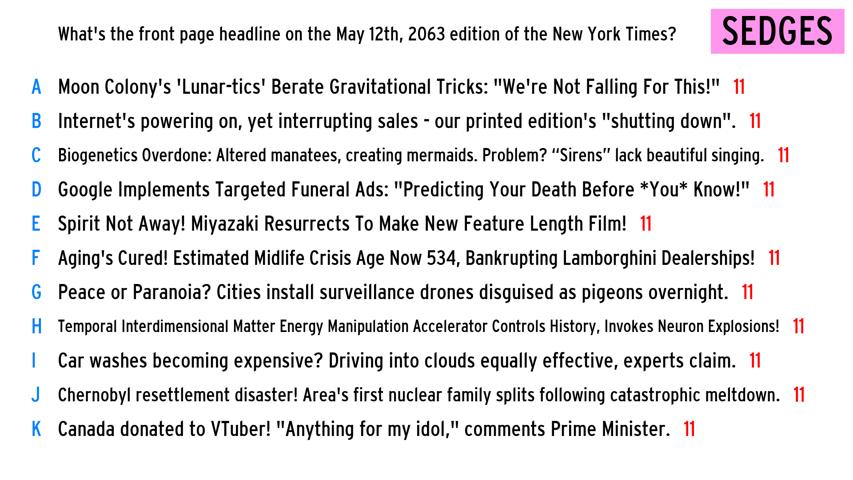 What's the front page headline on the May 12th, 2063 edition of the New York Times?
SEDGES
A Moon Colony's 'Lunar-tics' Berate Gravitational Tricks: "We're Not Falling For This!" 11
B Internet's powering on, yet interrupting sales - our printed edition's "shutting down". 11
C Biogenetics Overdone: Altered manatees, creating mermaids. Problem? “Sirens” lack beautiful singing. 11
D Google Implements Targeted Funeral Ads: "Predicting Your Death Before *You* Know!" 11
E Spirit Not Away! Miyazaki Resurrects To Make New Feature Length Film! 11
F Aging's Cured! Estimated Midlife Crisis Age Now 534, Bankrupting Lamborghini Dealerships! 11
G Peace or Paranoia? Cities install surveillance drones disguised as pigeons overnight. 11
H Temporal Interdimensional Matter Energy Manipulation Accelerator Controls History, Invokes Neuron Explosions! 11
I Car washes becoming expensive? Driving into clouds equally effective, experts claim. 11
J Chernobyl resettlement disaster! Area's first nuclear family splits following catastrophic meltdown. 11
K Canada donated to VTuber! "Anything for my idol," comments Prime Minister. 11